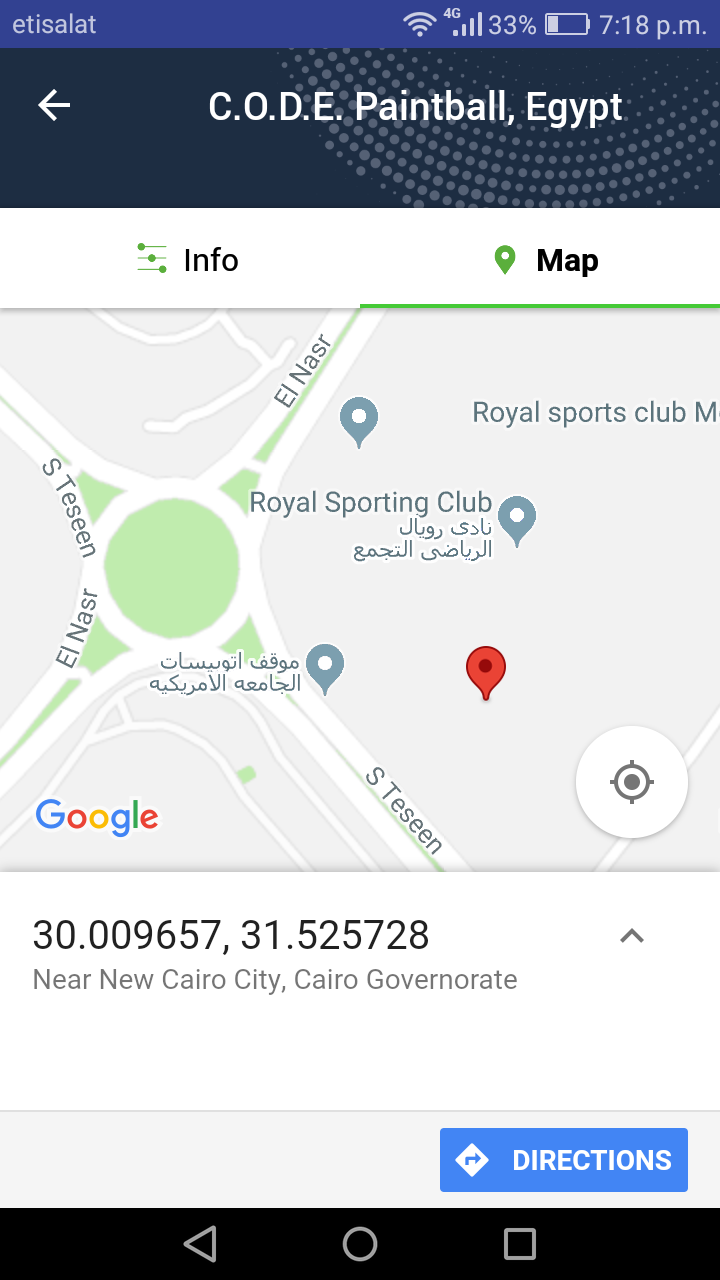 etisalat
4G 33% 7:18 p.m.
C.O.D.E. Paintball, Egypt
Info
Map
El Nasr
Royal sports club M
S Teseen
Royal Sporting Club
نادى رويال
الرياضى التجمع
El Nasr
موقف اتوبيسات
الجامعه الأمريكيه
S Teseen
Google
30.009657, 31.525728
Near New Cairo City, Cairo Governorate
DIRECTIONS